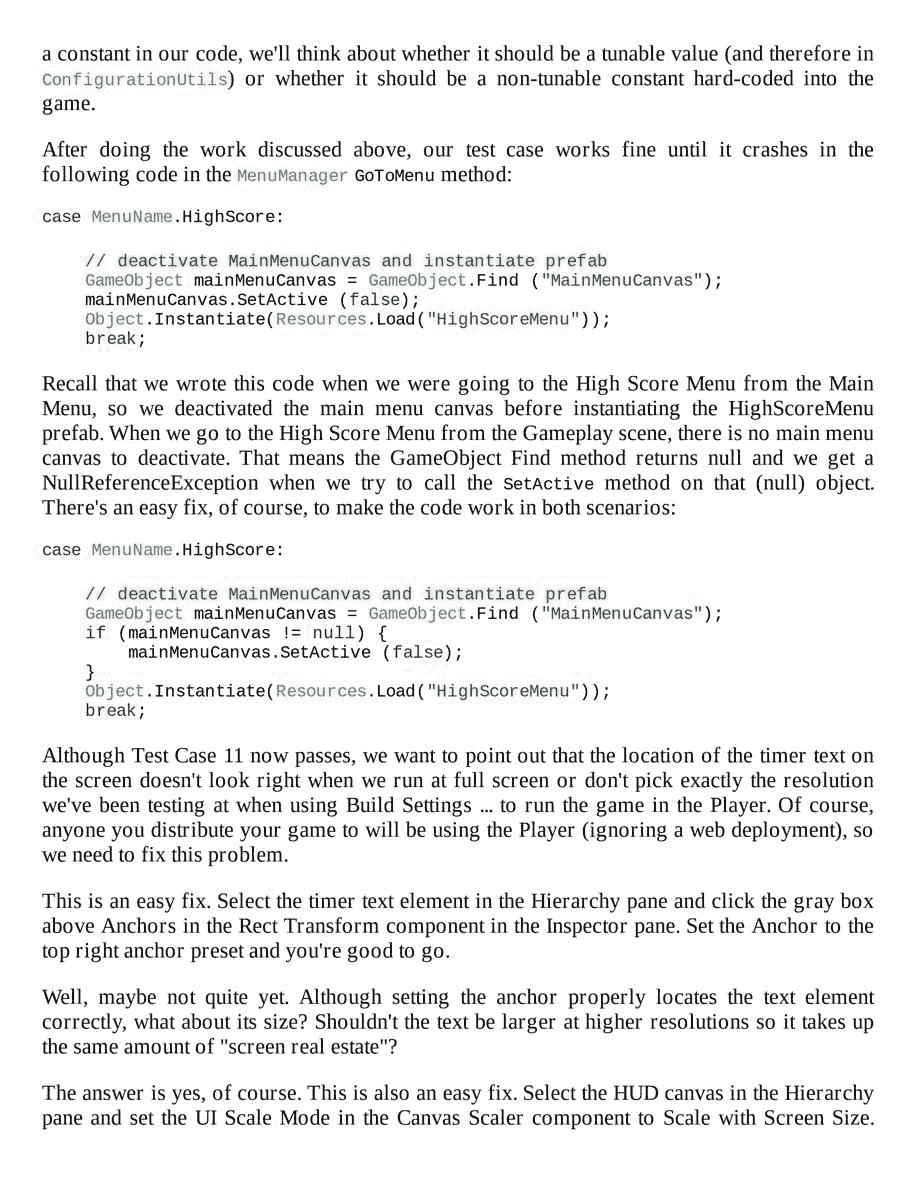 a constant in our code, we'll think about whether it should be a tunable value (and therefore in
ConfigurationUtils) or whether it should be a non-tunable constant hard-coded into the
game.
After doing the work discussed above, our test case works fine until it crashes in the
following code in the MenuManager GoToMenu method:
case MenuName.HighScore:
// deactivate MainMenuCanvas and instantiate prefab
GameObject mainMenuCanvas = GameObject.Find ("MainMenuCanvas");
mainMenuCanvas.SetActive (false);
Object.Instantiate(Resources.Load("HighScoreMenu"));
break;
Recall that we wrote this code when we were going to the High Score Menu from the Main
Menu, so we deactivated the main menu canvas before instantiating the HighScoreMenu
prefab. When we go to the High Score Menu from the Gameplay scene, there is no main menu
canvas to deactivate. That means the GameObject Find method returns null and we get a
NullReferenceException when we try to call the SetActive method on that (null) object.
There's an easy fix, of course, to make the code work in both scenarios:
case MenuName.HighScore:
// deactivate MainMenuCanvas and instantiate prefab
GameObject mainMenuCanvas = GameObject.Find ("MainMenuCanvas");
if (mainMenuCanvas != null) {
mainMenuCanvas.SetActive (false);
}
Object.Instantiate(Resources.Load("HighScoreMenu"));
break;
Although Test Case 11 now passes, we want to point out that the location of the timer text on
the screen doesn't look right when we run at full screen or don't pick exactly the resolution
we've been testing at when using Build Settings ... to run the game in the Player. Of course,
anyone you distribute your game to will be using the Player (ignoring a web deployment), so
we need to fix this problem.
This is an easy fix. Select the timer text element in the Hierarchy pane and click the gray box
above Anchors in the Rect Transform component in the Inspector pane. Set the Anchor to the
top right anchor preset and you're good to go.
Well, maybe not quite yet. Although setting the anchor properly locates the text element
correctly, what about its size? Shouldn't the text be larger at higher resolutions so it takes up
the same amount of "screen real estate"?
The answer is yes, of course. This is also an easy fix. Select the HUD canvas in the Hierarchy
pane and set the UI Scale Mode in the Canvas Scaler component to Scale with Screen Size.